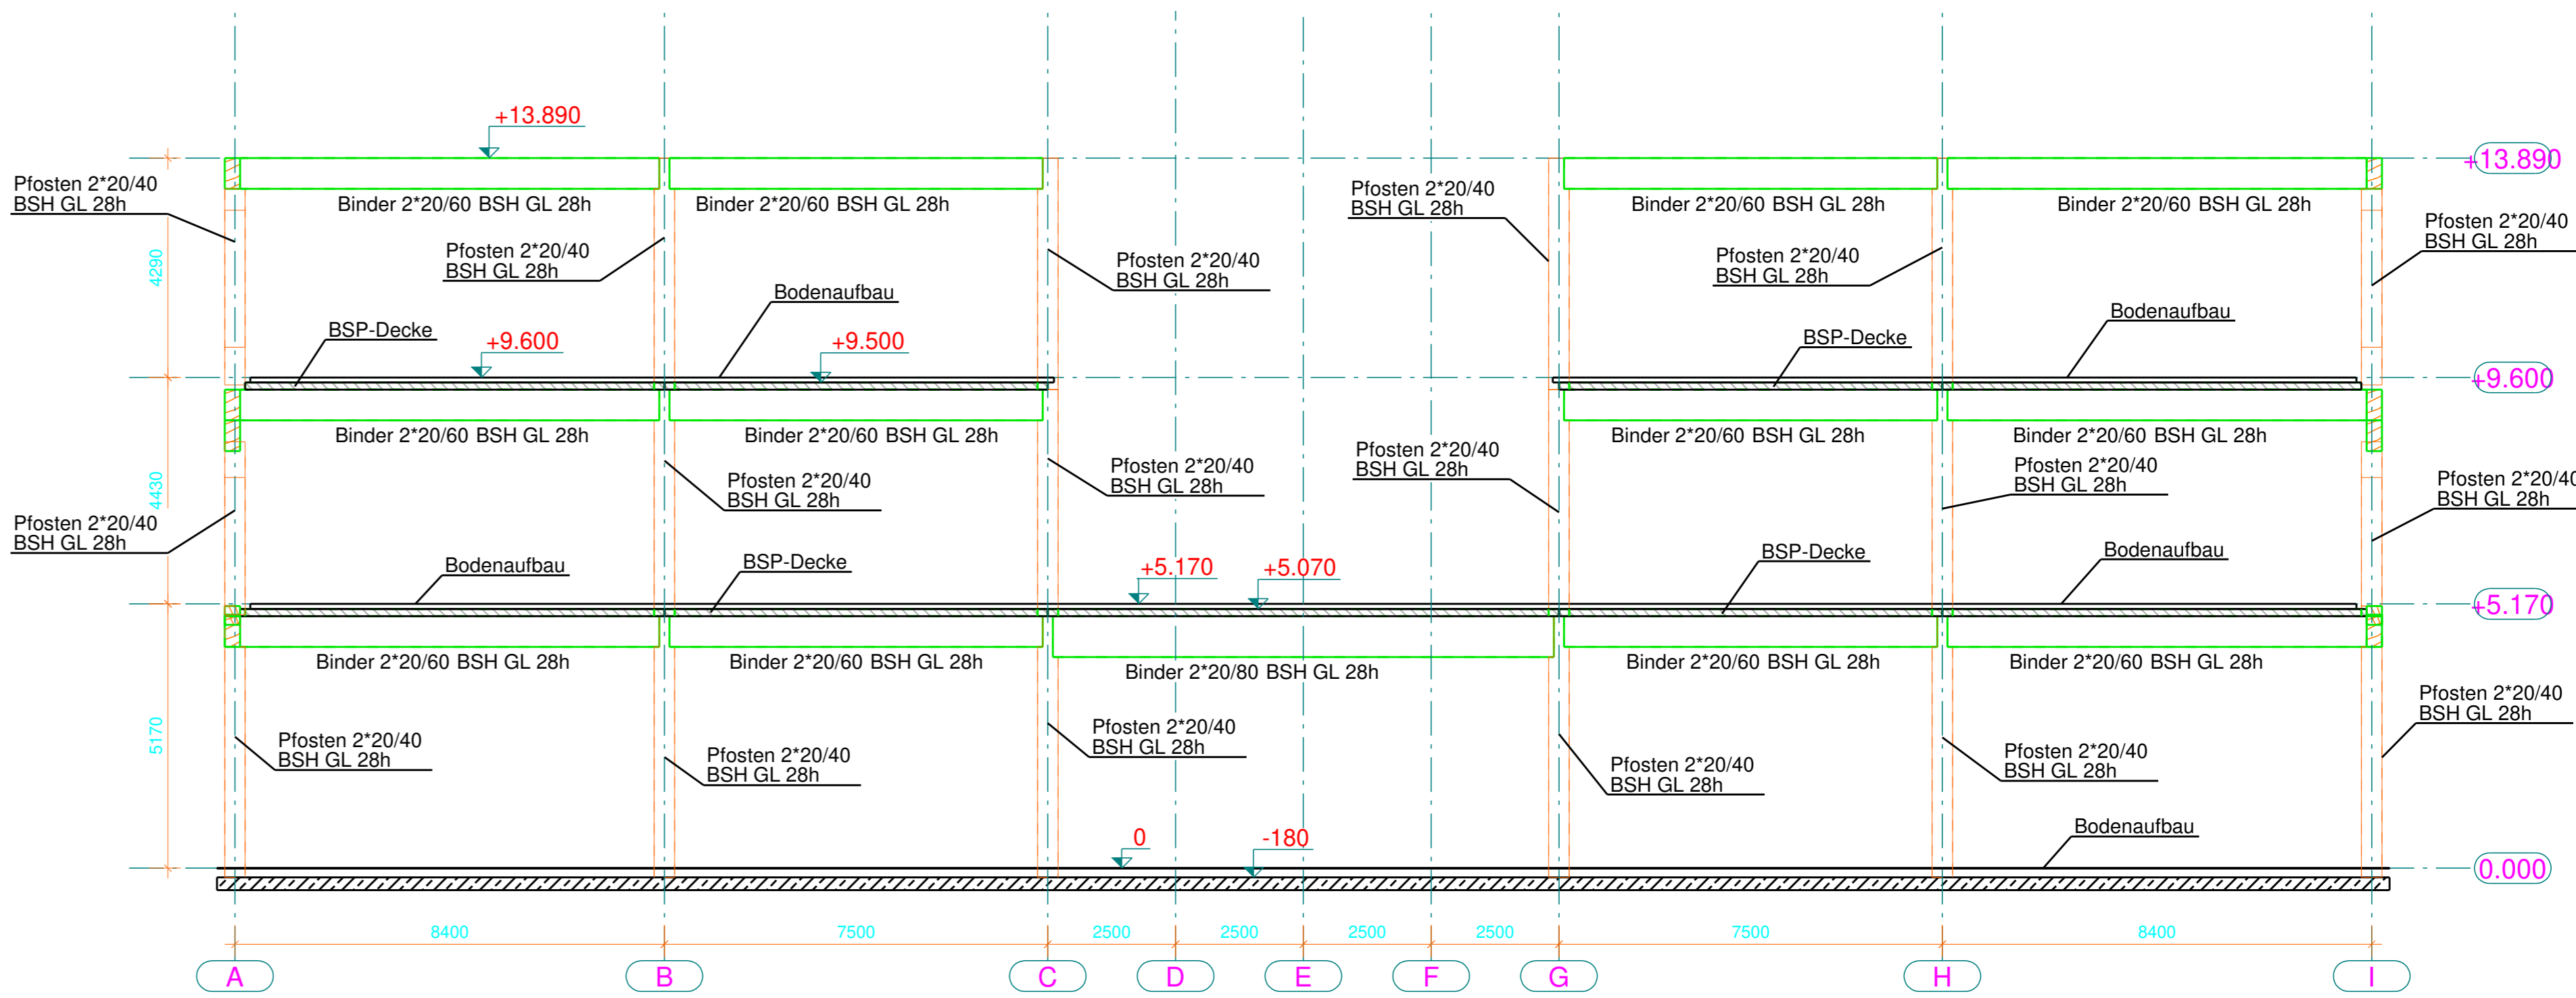 +13.890
+13.890
Pfosten 2*20/40
BSH GL 28h
Binder 2*20/60 BSH GL 28h
Binder 2*20/60 BSH GL 28h
Pfosten 2*20/40
BSH GL 28h
Binder 2*20/60 BSH GL 28h
Binder 2*20/60 BSH GL 28h
Pfosten 2*20/40
BSH GL 28h
4290
Pfosten 2*20/40
BSH GL 28h
Pfosten 2*20/40
BSH GL 28h
Pfosten 2*20/40
BSH GL 28h
Bodenaufbau
Bodenaufbau
BSP-Decke
+9.600
+9.500
BSP-Decke
+9.600
Binder 2*20/60 BSH GL 28h
Binder 2*20/60 BSH GL 28h
Binder 2*20/60 BSH GL 28h
Binder 2*20/60 BSH GL 28h
4430
Pfosten 2*20/40
BSH GL 28h
Pfosten 2*20/40
BSH GL 28h
Pfosten 2*20/40
BSH GL 28h
Pfosten 2*20/40
BSH GL 28h
Pfosten 2*20/40
BSH GL 28h
Pfosten 2*20/40
BSH GL 28h
Bodenaufbau
BSP-Decke
+5.170
+5.070
BSP-Decke
Bodenaufbau
+5.170
Binder 2*20/60 BSH GL 28h
Binder 2*20/60 BSH GL 28h
Binder 2*20/80 BSH GL 28h
Binder 2*20/60 BSH GL 28h
Binder 2*20/60 BSH GL 28h
5170
Pfosten 2*20/40
BSH GL 28h
Pfosten 2*20/40
BSH GL 28h
Pfosten 2*20/40
BSH GL 28h
Pfosten 2*20/40
BSH GL 28h
Pfosten 2*20/40
BSH GL 28h
Pfosten 2*20/40
BSH GL 28h
0
-180
Bodenaufbau
0.000
8400
7500
2500
2500
2500
2500
7500
8400
A
B
C
D
E
F
G
H
I